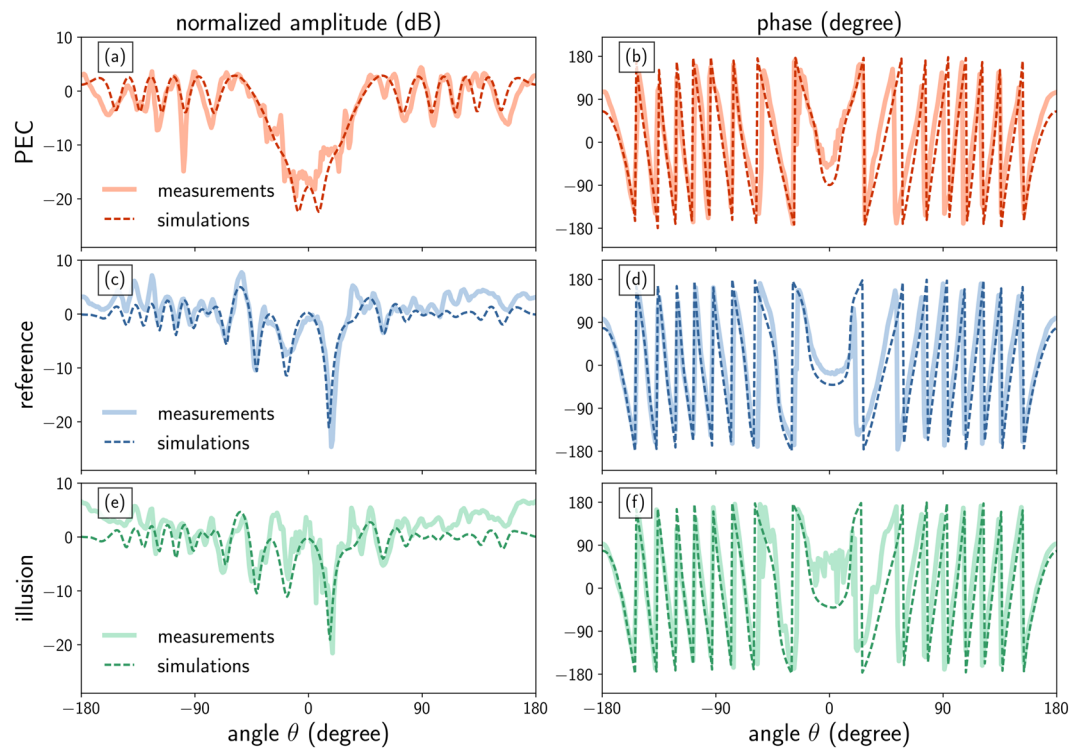 normalized amplitude (dB)
phase (degree)
10
0
−10
−20
PEC
(a)
measurements
simulations
180
90
0
−90
−180
(b)
10
0
−10
−20
reference
(c)
measurements
simulations
180
90
0
−90
−180
(d)
10
0
−10
−20
illusion
(e)
measurements
simulations
−180
−90
0
90
180
angle θ (degree)
180
90
0
−90
−180
(f)
−180
−90
0
90
180
angle θ (degree)